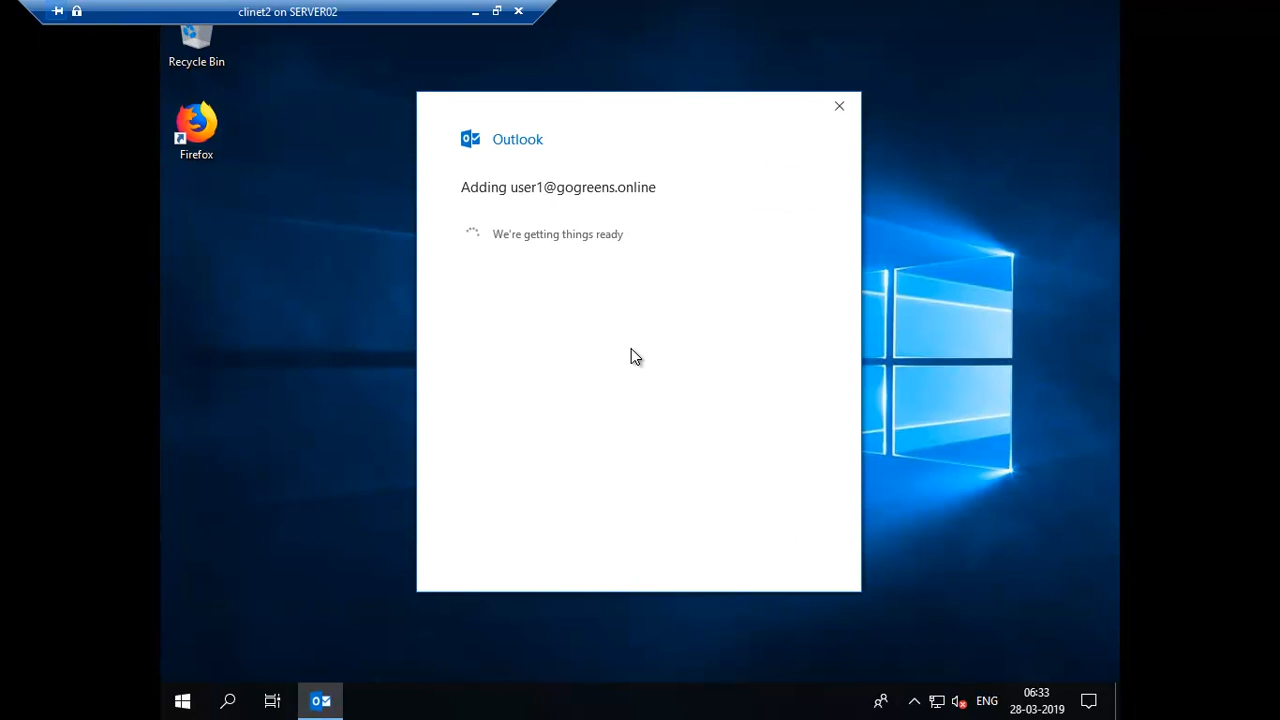 clinet2 on SERVER02
Recycle Bin
Firefox
Outlook
Adding user1@gogreens.online
We're getting things ready
ENG
06:33
28-03-2019